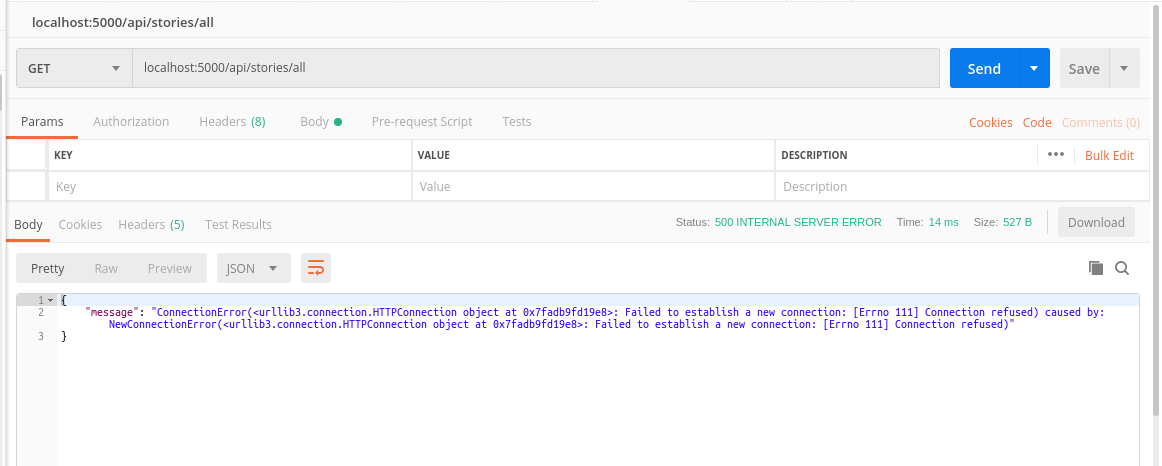 localhost:5000/api/stories/all
GET localhost:5000/api/stories/all Send Save
Params Authorization Headers (8) Body Pre-request Script Tests Cookies Code Comments (0)
KEY VALUE DESCRIPTION Bulk Edit
Key Value Description
Body Cookies Headers (5) Test Results Status: 500 INTERNAL SERVER ERROR Time: 14 ms Size: 527 B Download
Pretty Raw Preview JSON
1 {
2 "message": "ConnectionError(<urllib3.connection.HTTPConnection object at 0x7fadb9fd19e8>: Failed to establish a new connection: [Errno 111] Connection refused) caused by:
NewConnectionError(<urllib3.connection.HTTPConnection object at 0x7fadb9fd19e8>: Failed to establish a new connection: [Errno 111] Connection refused)"
3 }